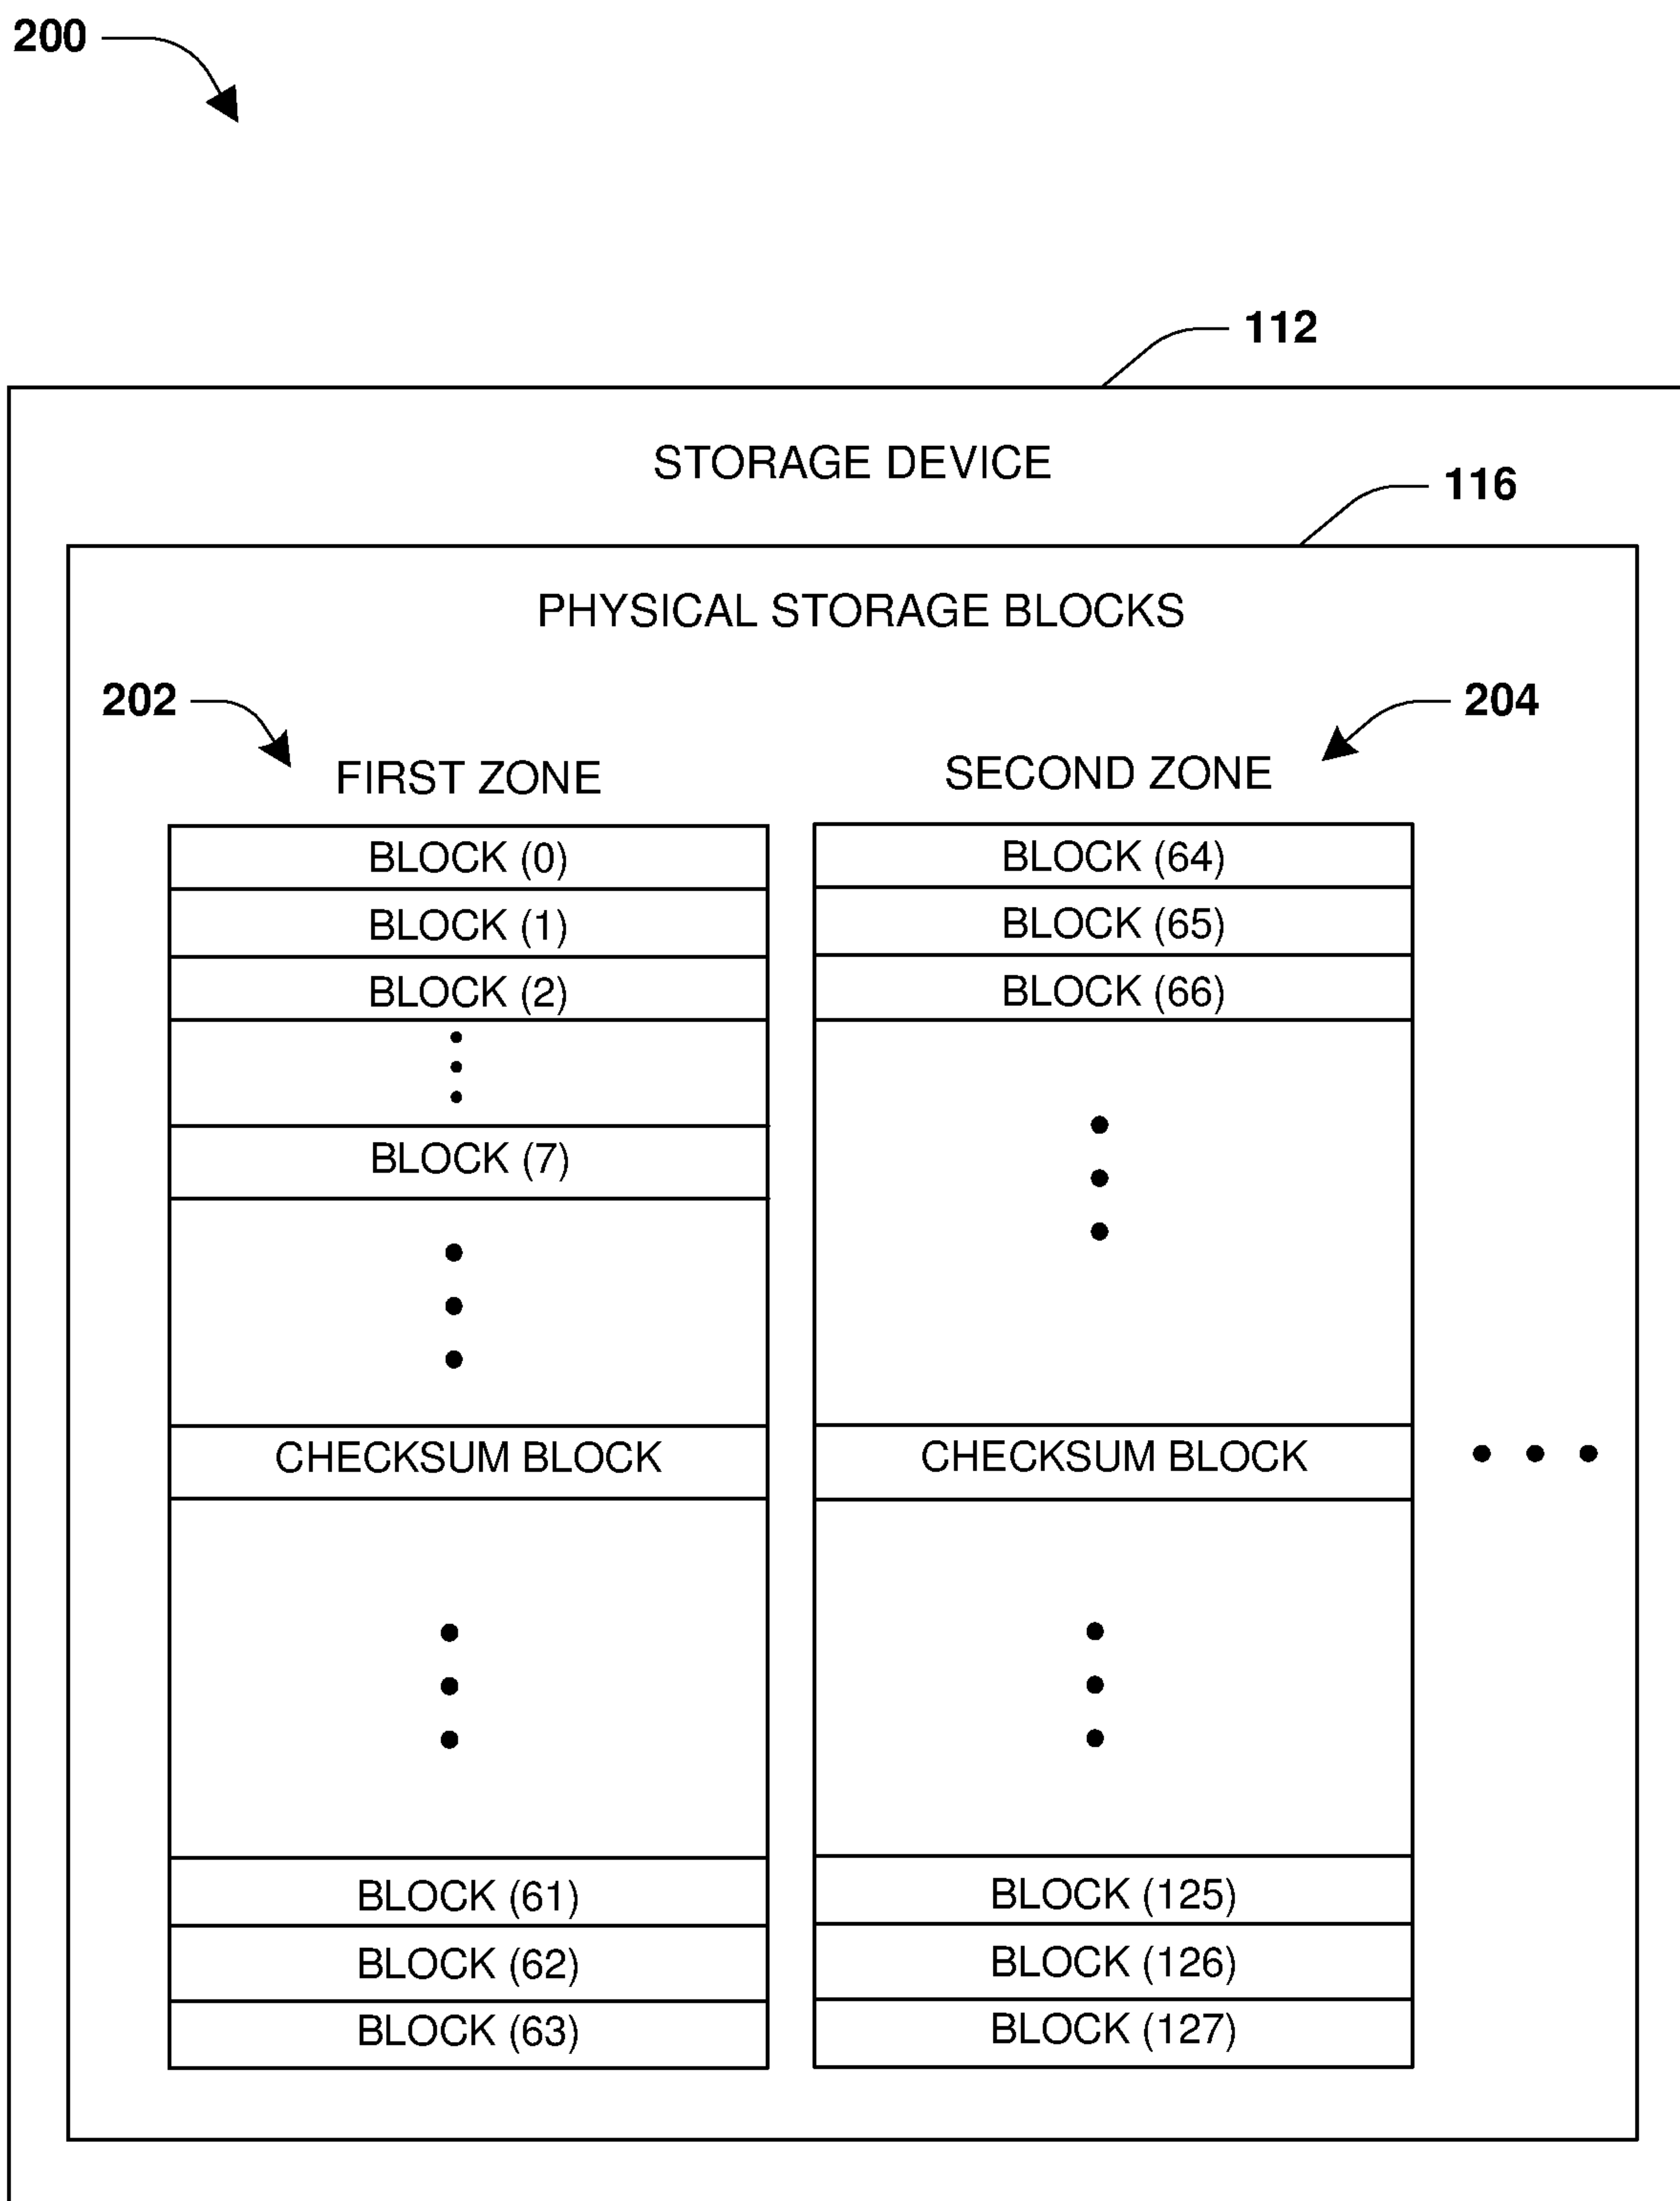 200
112
STORAGE DEVICE
116
PHYSICAL STORAGE BLOCKS
202
204
FIRST ZONE
SECOND ZONE
BLOCK (0)
BLOCK (1)
BLOCK (2)
BLOCK (7)
CHECKSUM BLOCK
BLOCK (61)
BLOCK (62)
BLOCK (63)
BLOCK (64)
BLOCK (65)
BLOCK (66)
CHECKSUM BLOCK
BLOCK (125)
BLOCK (126)
BLOCK (127)